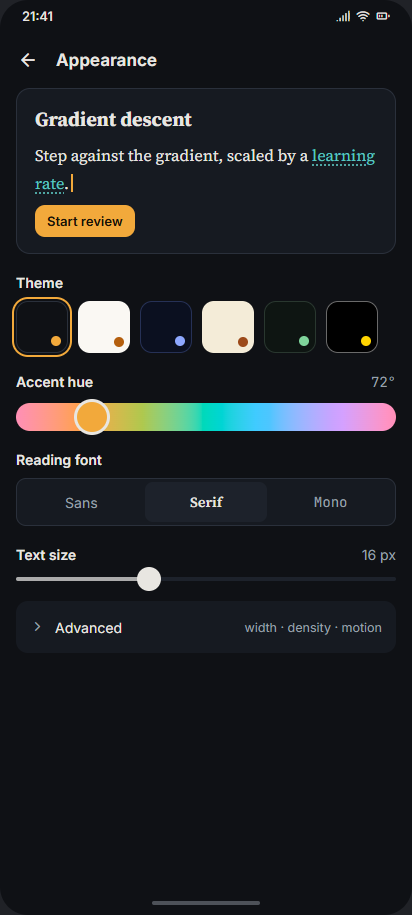 21:41
Appearance
Gradient descent
Step against the gradient, scaled by a learning
rate.
Start review
Theme
Accent hue 72°
Reading font
Sans Serif Mono
Text size 16 px
Advanced width · density · motion